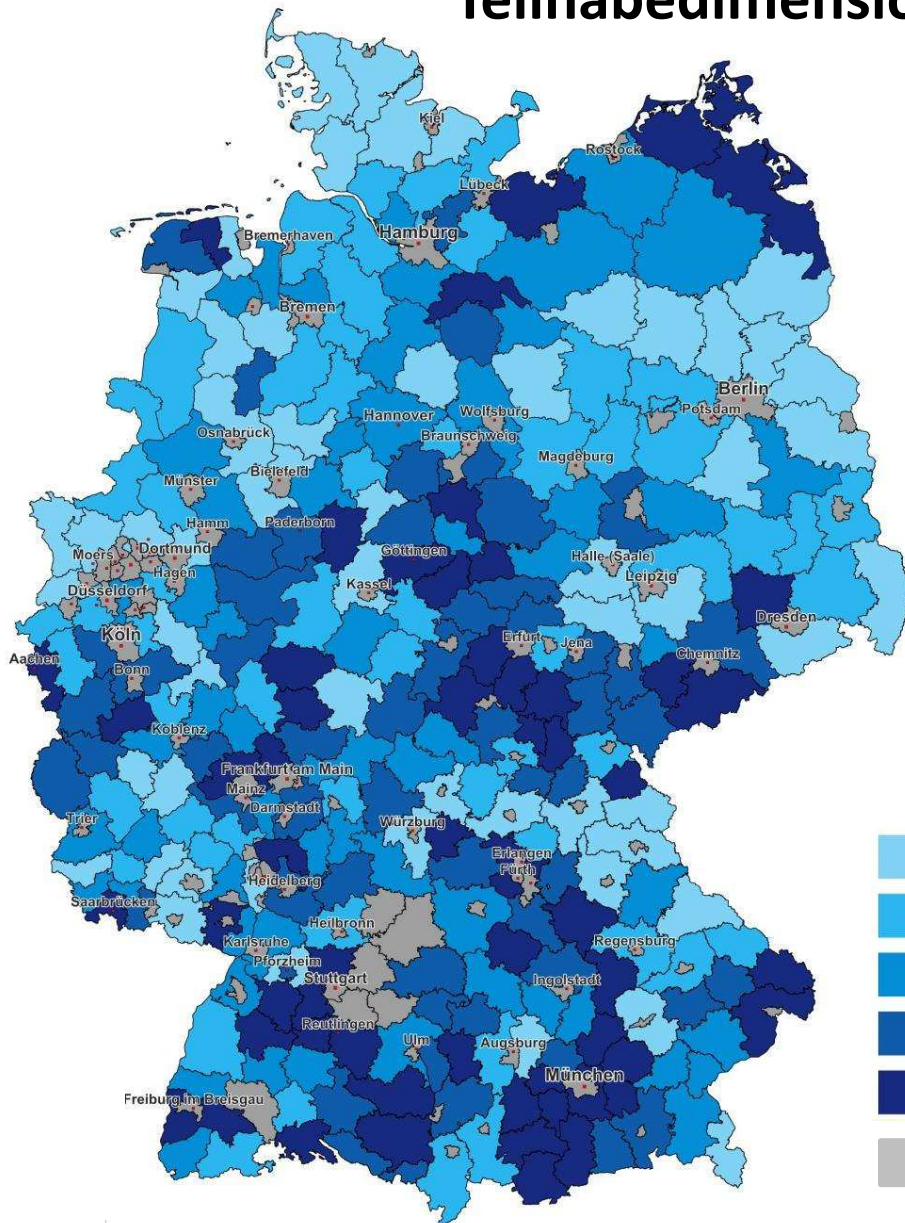 Teilhabedimensio
Kiel
Rostock
Lübeck
Bremerhaven
Hamburg
Bremen
Berlin
Hannover
Wolfsburg
Potsdam
Osnabrück
Braunschweig
Magdeburg
Bielefeld
Münster
Hamm
Paderborn
Moers
Dortmund
Göttingen
Halle (Saale)
Hagen
Kassel
Leipzig
Düsseldorf
Dresden
Köln
Erfurt
Jena
Aachen
Chemnitz
Bonn
Koblenz
Frankfurt am Main
Mainz
Darmstadt
Trier
Würzburg
Erlangen
Fürth
Heidelberg
Saarbrücken
Heilbronn
Karlsruhe
Regensburg
Pforzheim
Stuttgart
Ingolstadt
Reutlingen
Ulm
Augsburg
München
Freiburg im Breisgau